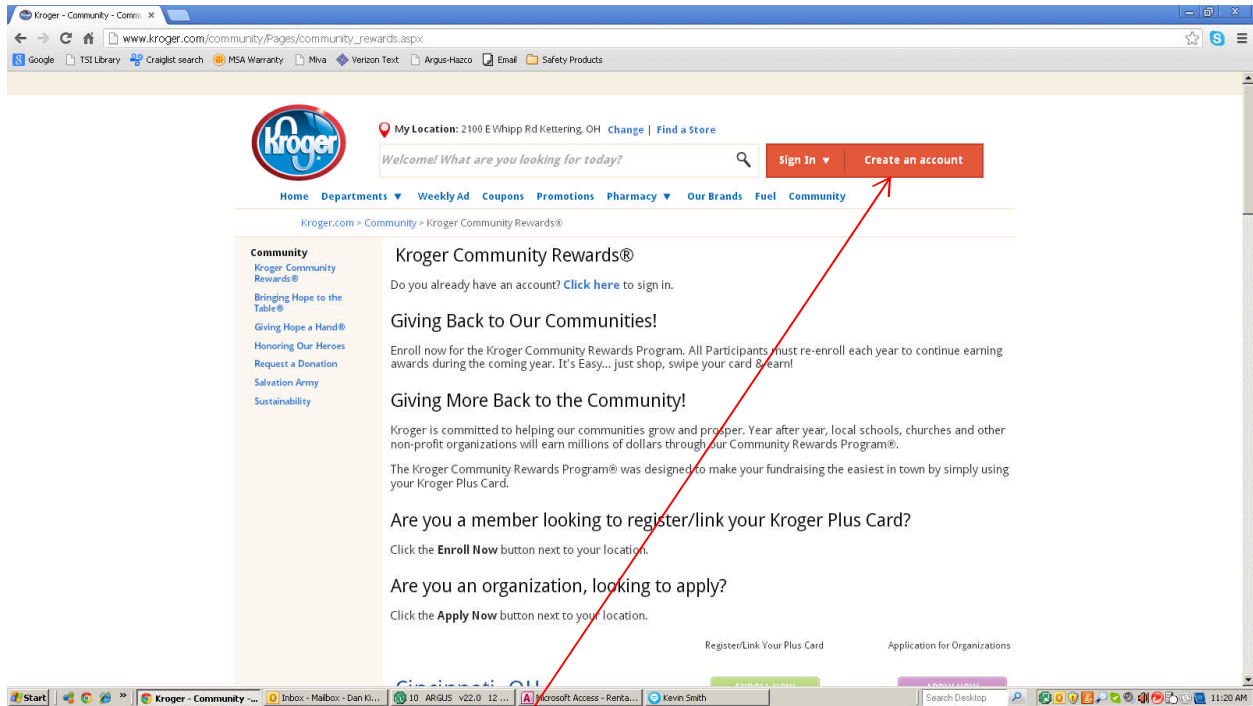 Kroger - Community - Comm
www.kroger.com/community/Pages/community_rewards.aspx
Google TSI Library Craiglist search MSA Warranty Miva Verizon Text Argus-Hazco Email Safety Products
Kroger
My Location: 2100 E Whipp Rd Kettering, OH Change | Find a Store
Welcome! What are you looking for today? Sign In Create an account
Home Departments Weekly Ad Coupons Promotions Pharmacy Our Brands Fuel Community
Kroger.com > Community > Kroger Community Rewards®
Community
Kroger Community
Rewards®
Bringing Hope to the
Table®
Giving Hope a Hand®
Honoring Our Heroes
Request a Donation
Salvation Army
Sustainability
Kroger Community Rewards®
Do you already have an account? Click here to sign in.
Giving Back to Our Communities!
Enroll now for the Kroger Community Rewards Program. All Participants must re-enroll each year to continue earning
awards during the coming year. It's Easy... just shop, swipe your card & earn!
Giving More Back to the Community!
Kroger is committed to helping our communities grow and prosper. Year after year, local schools, churches and other
non-profit organizations will earn millions of dollars through our Community Rewards Program®.
The Kroger Community Rewards Program® was designed to make your fundraising the easiest in town by simply using
your Kroger Plus Card.
Are you a member looking to register/link your Kroger Plus Card?
Click the Enroll Now button next to your location.
Are you an organization, looking to apply?
Click the Apply Now button next to your location.
Register/Link Your Plus Card Application for Organizations
Cincinnati, OH ENROLL NOW APPLY NOW
Start Kroger - Community -... Inbox - Mailbox - Dan Ki... 10 ARGUS v22.0 12 ... Microsoft Access - Renta... Kevin Smith Search Desktop 11:20 AM